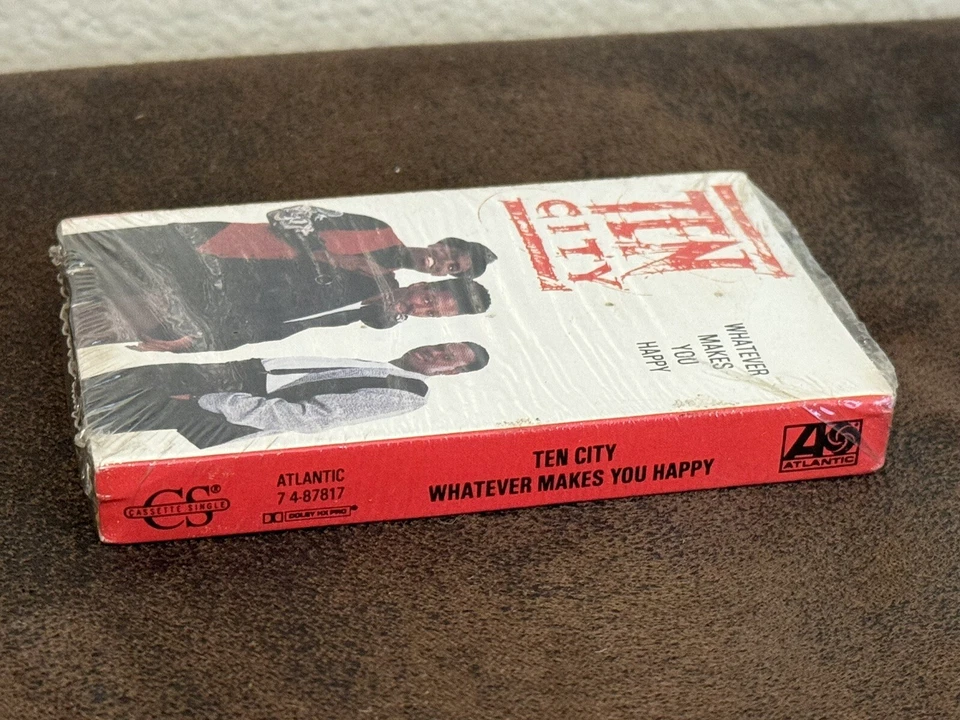 TEN
CITY
WHATEVER
MAKES
YOU
HAPPY
CS®
CASSETTE SINGLE
ATLANTIC
7 4-87817
DOLBY HX PRO®
TEN CITY
WHATEVER MAKES YOU HAPPY
A
ATLANTIC